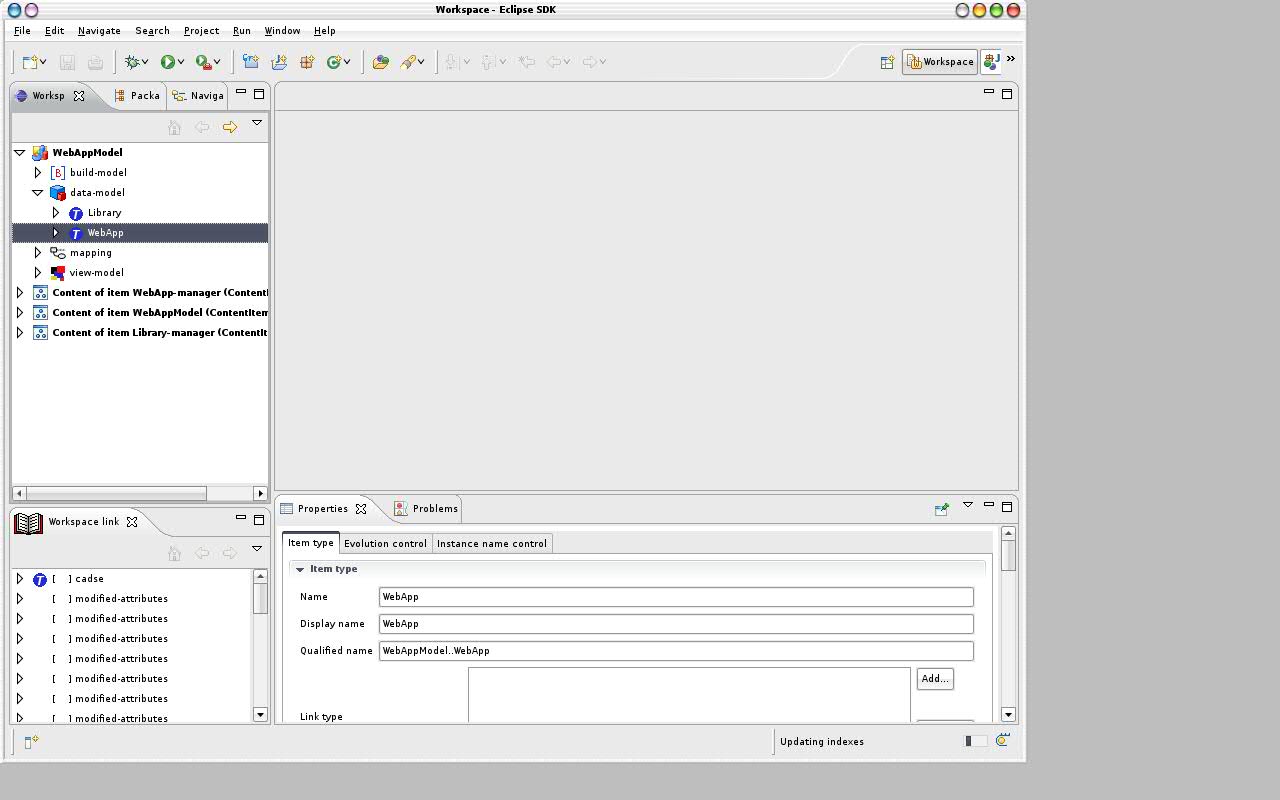 Workspace - Eclipse SDK
File Edit Navigate Search Project Run Window Help
Workspace J »
Worksp Packa Naviga
WebAppModel
[B] build-model
data-model
T Library
T WebApp
mapping
view-model
Content of item WebApp-manager (ContentI
Content of item WebAppModel (ContentItem
Content of item Library-manager (ContentIt
Properties Problems
Item type Evolution control Instance name control
Item type
Name WebApp
Display name WebApp
Qualified name WebAppModel..WebApp
Add...
Link type
Workspace link
T [ ] cadse
[ ] modified-attributes
[ ] modified-attributes
[ ] modified-attributes
[ ] modified-attributes
[ ] modified-attributes
[ ] modified-attributes
[ ] modified-attributes
Updating indexes